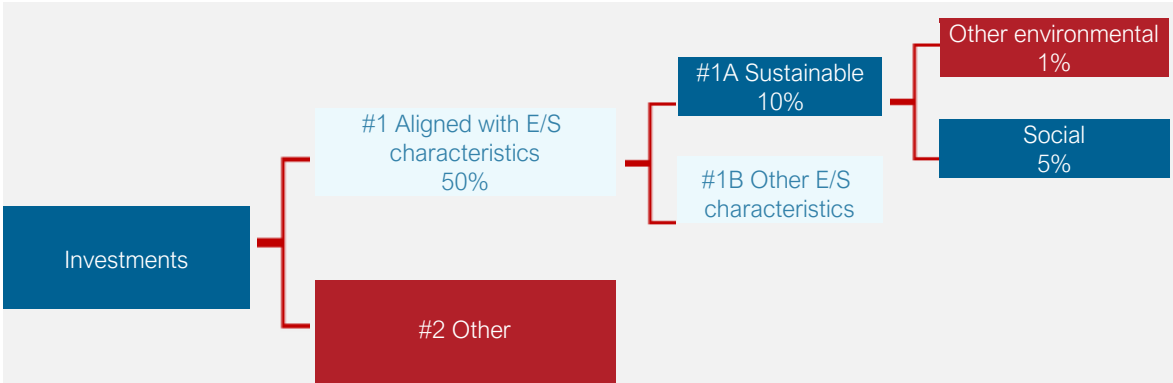 Investments
#1 Aligned with E/S
characteristics
50%
#2 Other
#1A Sustainable
10%
#1B Other E/S
characteristics
Other environmental
1%
Social
5%